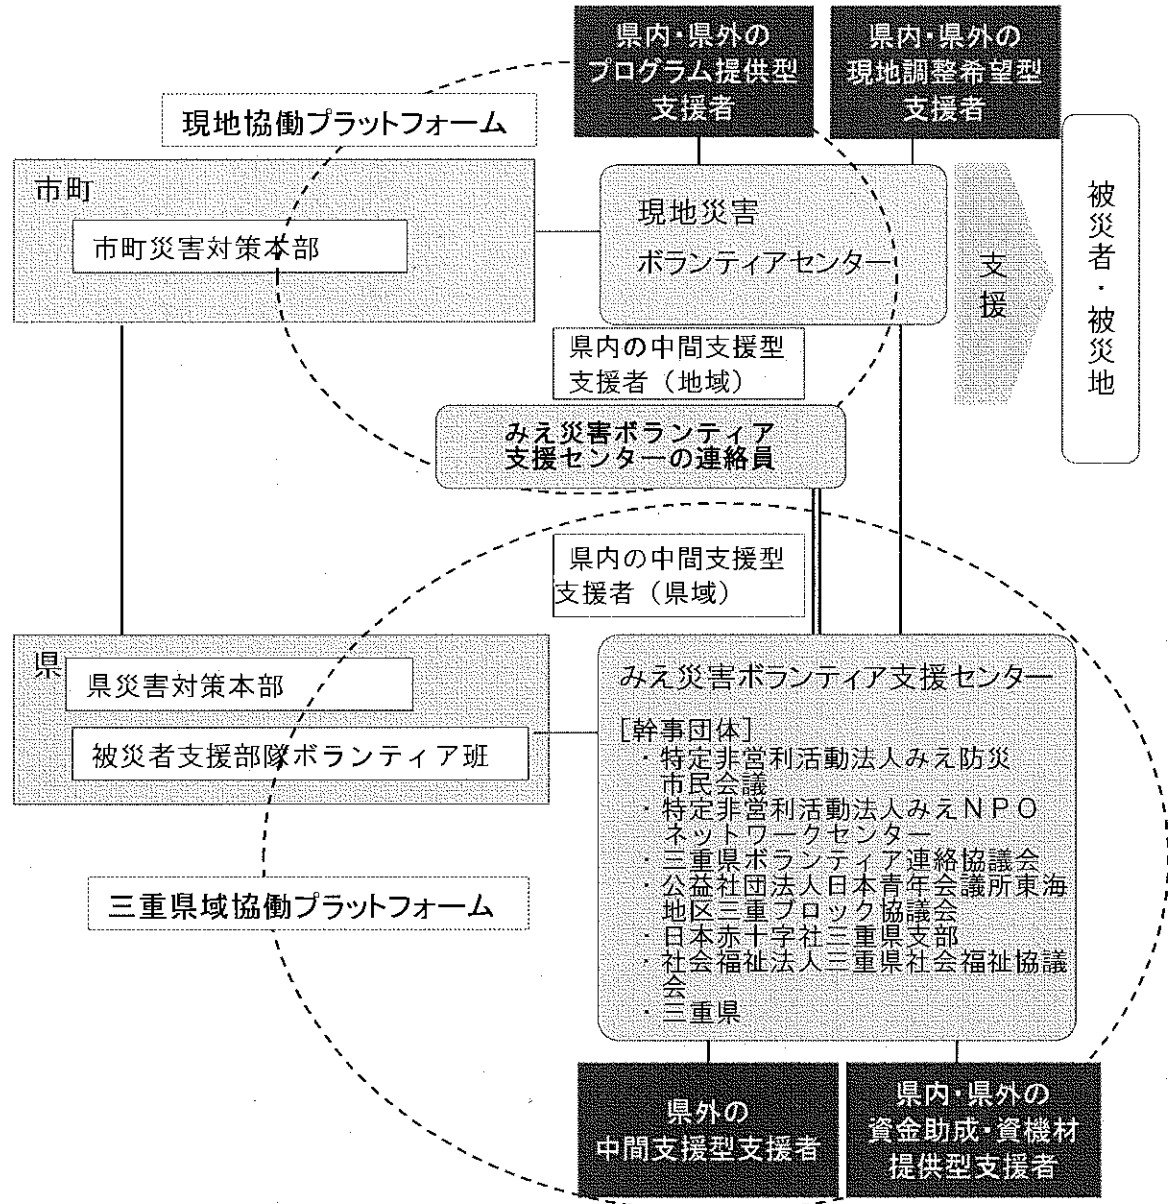 県内・県外の
プログラム提供型
支援者
県内・県外の
現地調整希望型
支援者
現地協働プラットフォーム
市町
市町災害対策本部
現地災害
ボランティアセンター
支援
被災者・被災地
県内の中間支援型
支援者（地域）
みえ災害ボランティア
支援センターの連絡員
県内の中間支援型
支援者（県域）
県
県災害対策本部
被災者支援部隊ボランティア班
みえ災害ボランティア支援センター
［幹事団体］
・特定非営利活動法人みえ防災
市民会議
・特定非営利活動法人みえＮＰＯ
ネットワークセンター
・三重県ボランティア連絡協議会
・公益社団法人日本青年会議所東海
地区三重ブロック協議会
・日本赤十字社三重県支部
・社会福祉法人三重県社会福祉協議
会
・三重県
三重県域協働プラットフォーム
県外の
中間支援型支援者
県内・県外の
資金助成・資機材
提供型支援者